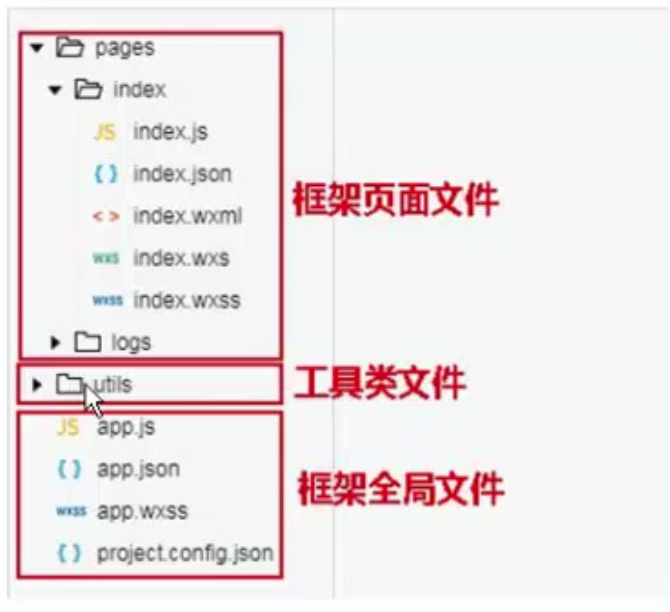 pages
index
JS index.js
{ } index.json
框架页面文件
< > index.wxml
wxs index.wxs
wxss index.wxss
logs
utils
工具类文件
JS app.js
{ } app.json
框架全局文件
wxss app.wxss
{ } project.config.json